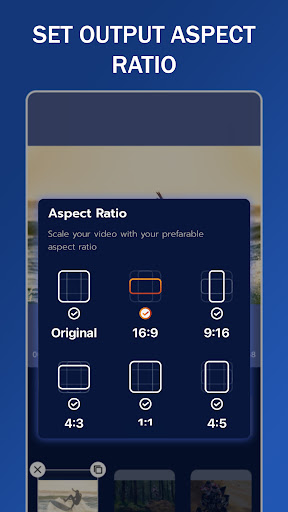 SET OUTPUT ASPECT
RATIO
Aspect Ratio
Scale your video with your prefarable
aspect ratio
Original
16:9
9:16
4:3
1:1
4:5